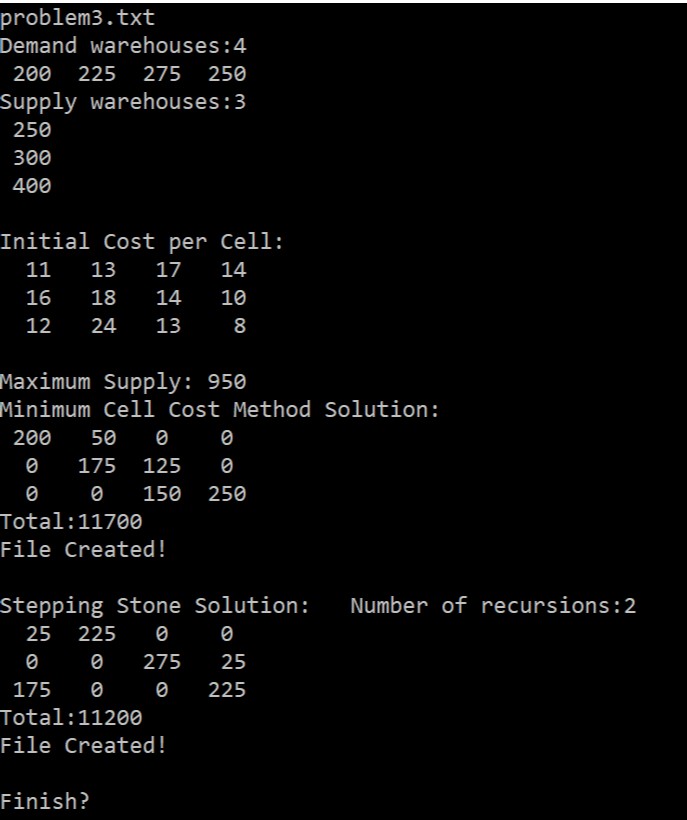 problem3.txt
Demand warehouses:4
 200  225  275  250
Supply warehouses:3
 250
 300
 400

Initial Cost per Cell:
  11   13   17   14
  16   18   14   10
  12   24   13    8

Maximum Supply: 950
Minimum Cell Cost Method Solution:
 200   50   0    0
  0   175  125   0
  0    0   150  250
Total:11700
File Created!

Stepping Stone Solution:   Number of recursions:2
  25  225   0    0
  0    0   275   25
 175   0    0   225
Total:11200
File Created!

Finish?